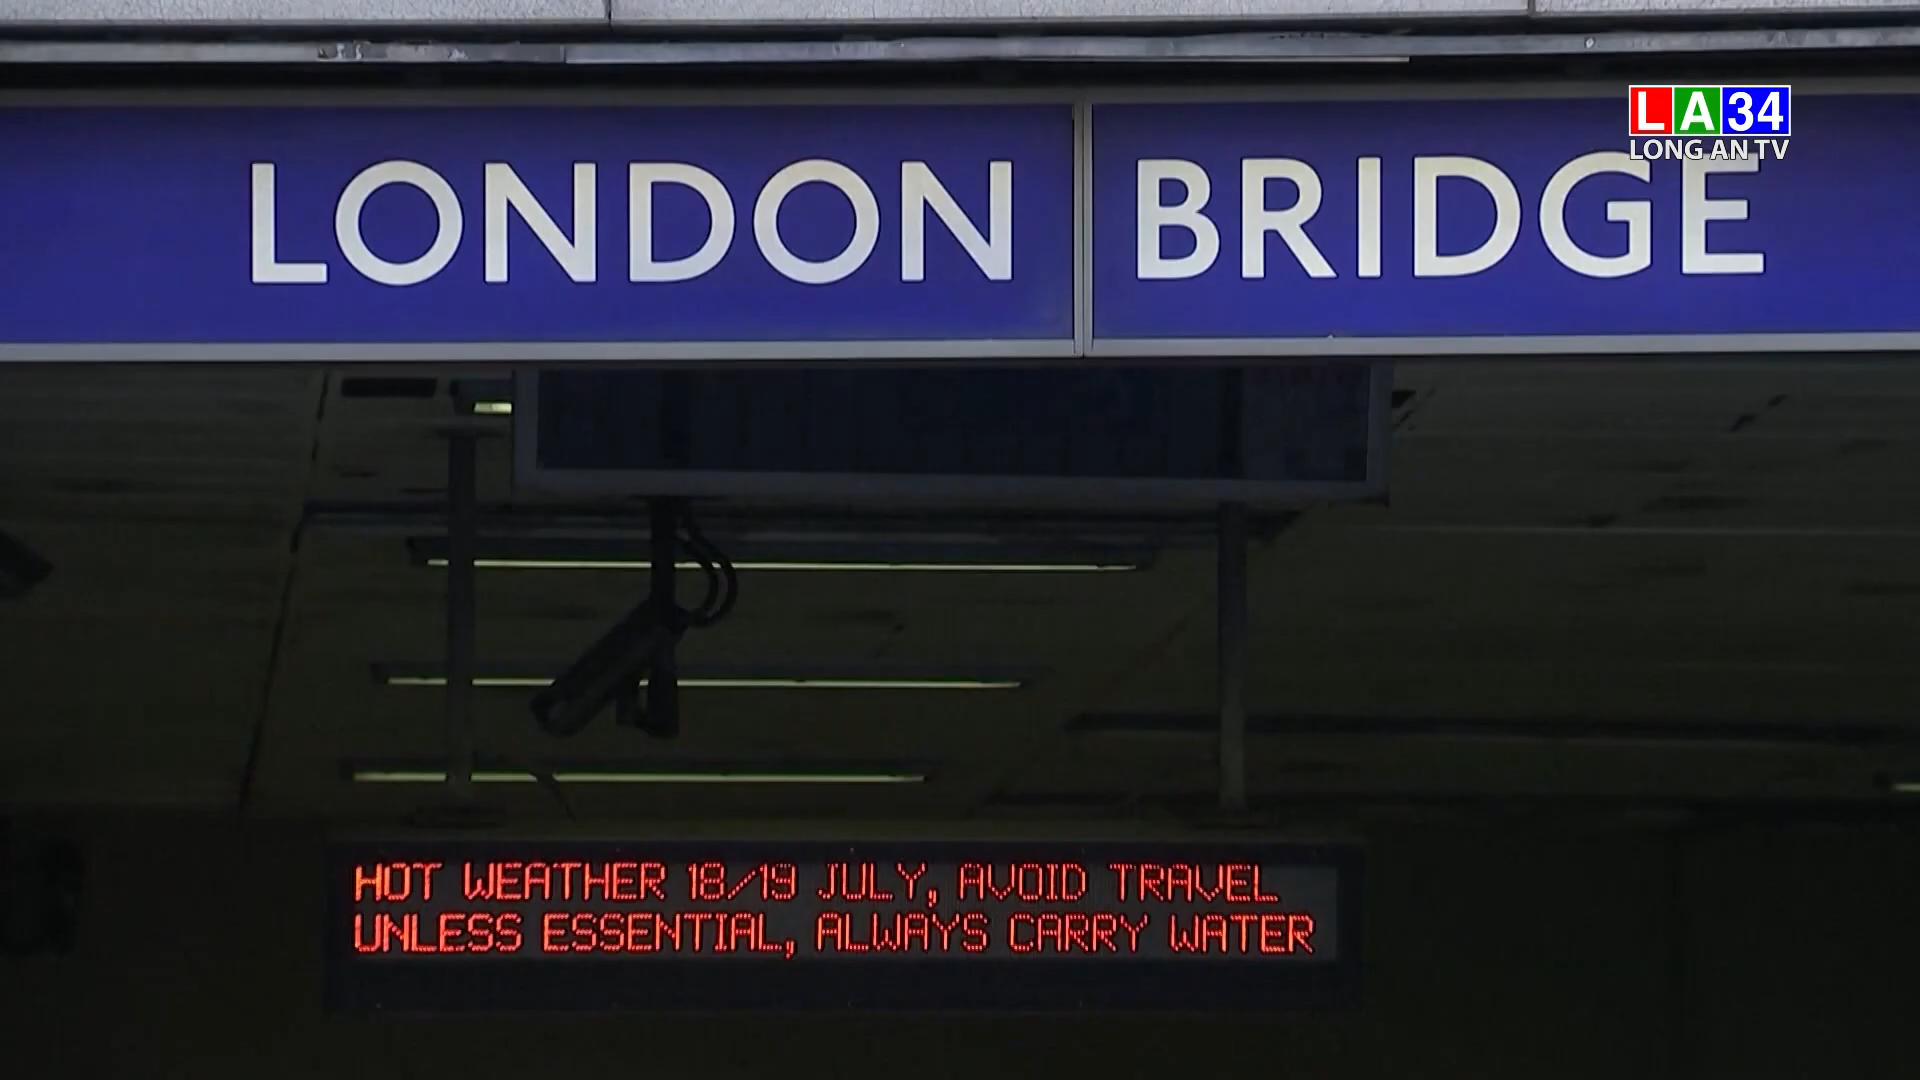 LA34
LONG AN TV
LONDON BRIDGE
HOT WEATHER 18/19 JULY, AVOID TRAVEL
UNLESS ESSENTIAL, ALWAYS CARRY WATER